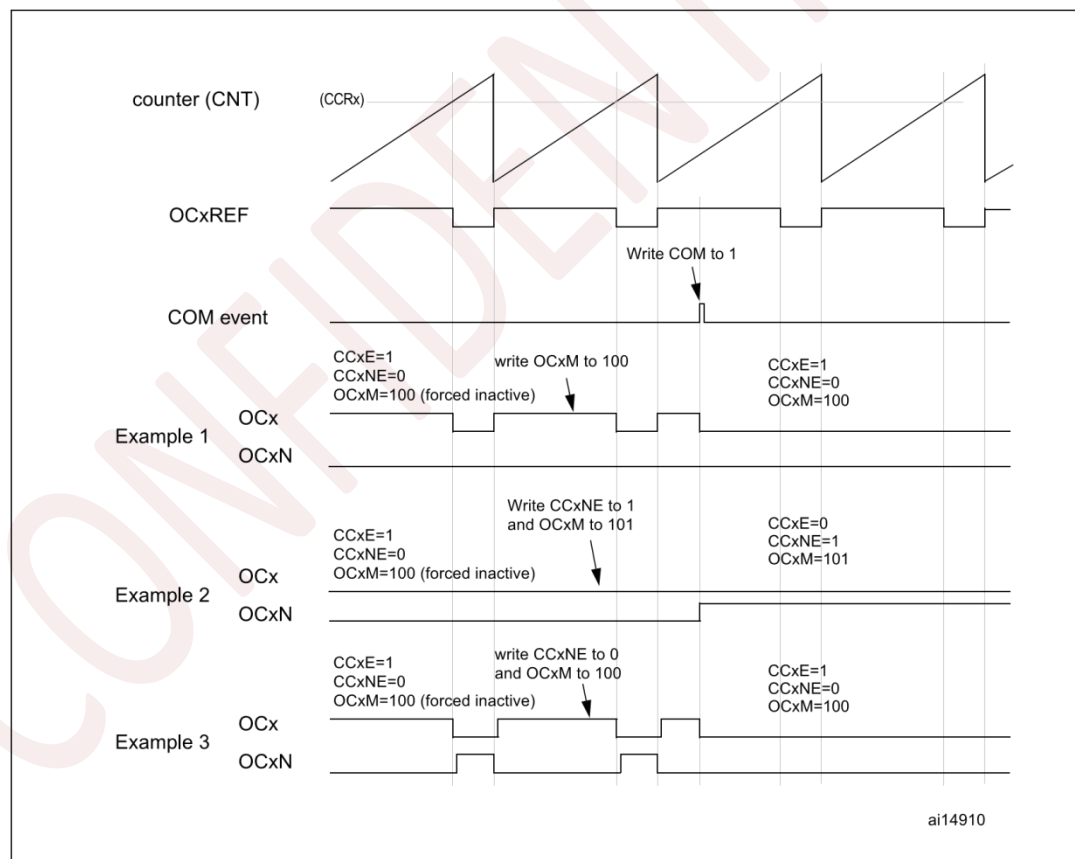 CONFIDENT
counter (CNT)
(CCRx)
OCxREF
Write COM to 1
COM event
CCxE=1
CCxNE=0
OCxM=100 (forced inactive)
write OCxM to 100
CCxE=1
CCxNE=0
OCxM=100
Example 1
OCx
OCxN
Write CCxNE to 1
and OCxM to 101
CCxE=1
CCxNE=0
OCxM=100 (forced inactive)
CCxE=0
CCxNE=1
OCxM=101
Example 2
OCx
OCxN
write CCxNE to 0
and OCxM to 100
CCxE=1
CCxNE=0
OCxM=100 (forced inactive)
CCxE=1
CCxNE=0
OCxM=100
Example 3
OCx
OCxN
ai14910